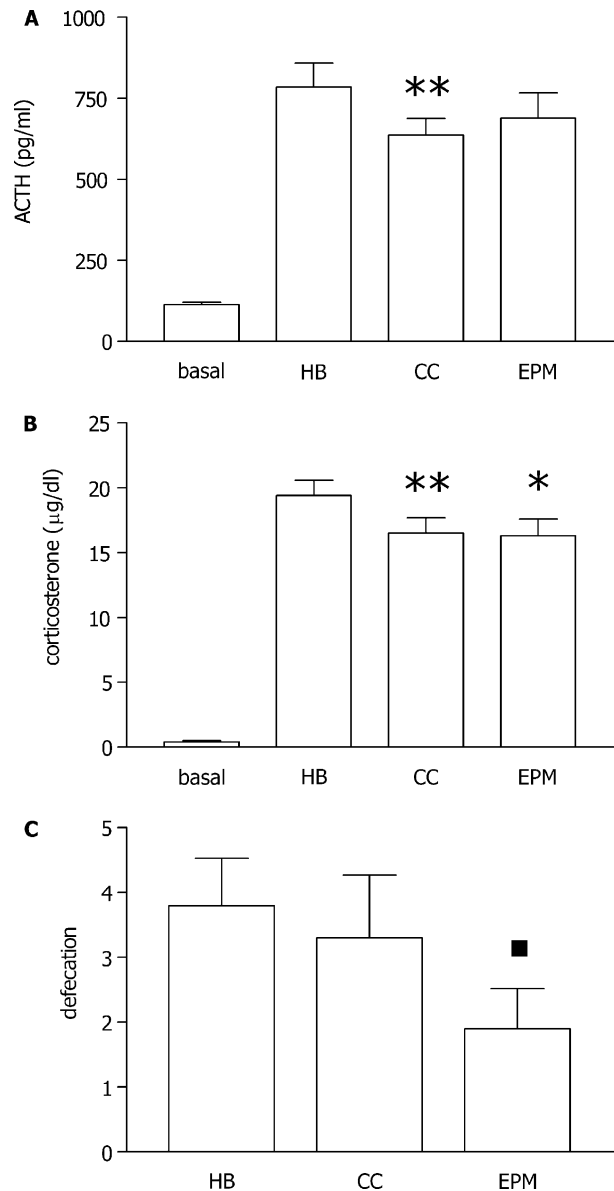 A
1000
750
500
250
0
ACTH (pg/ml)
**
basal HB CC EPM
B
25
20
15
10
5
0
corticosterone (µg/dl)
** *
basal HB CC EPM
C
5
4
3
2
1
0
defecation
■
HB CC EPM